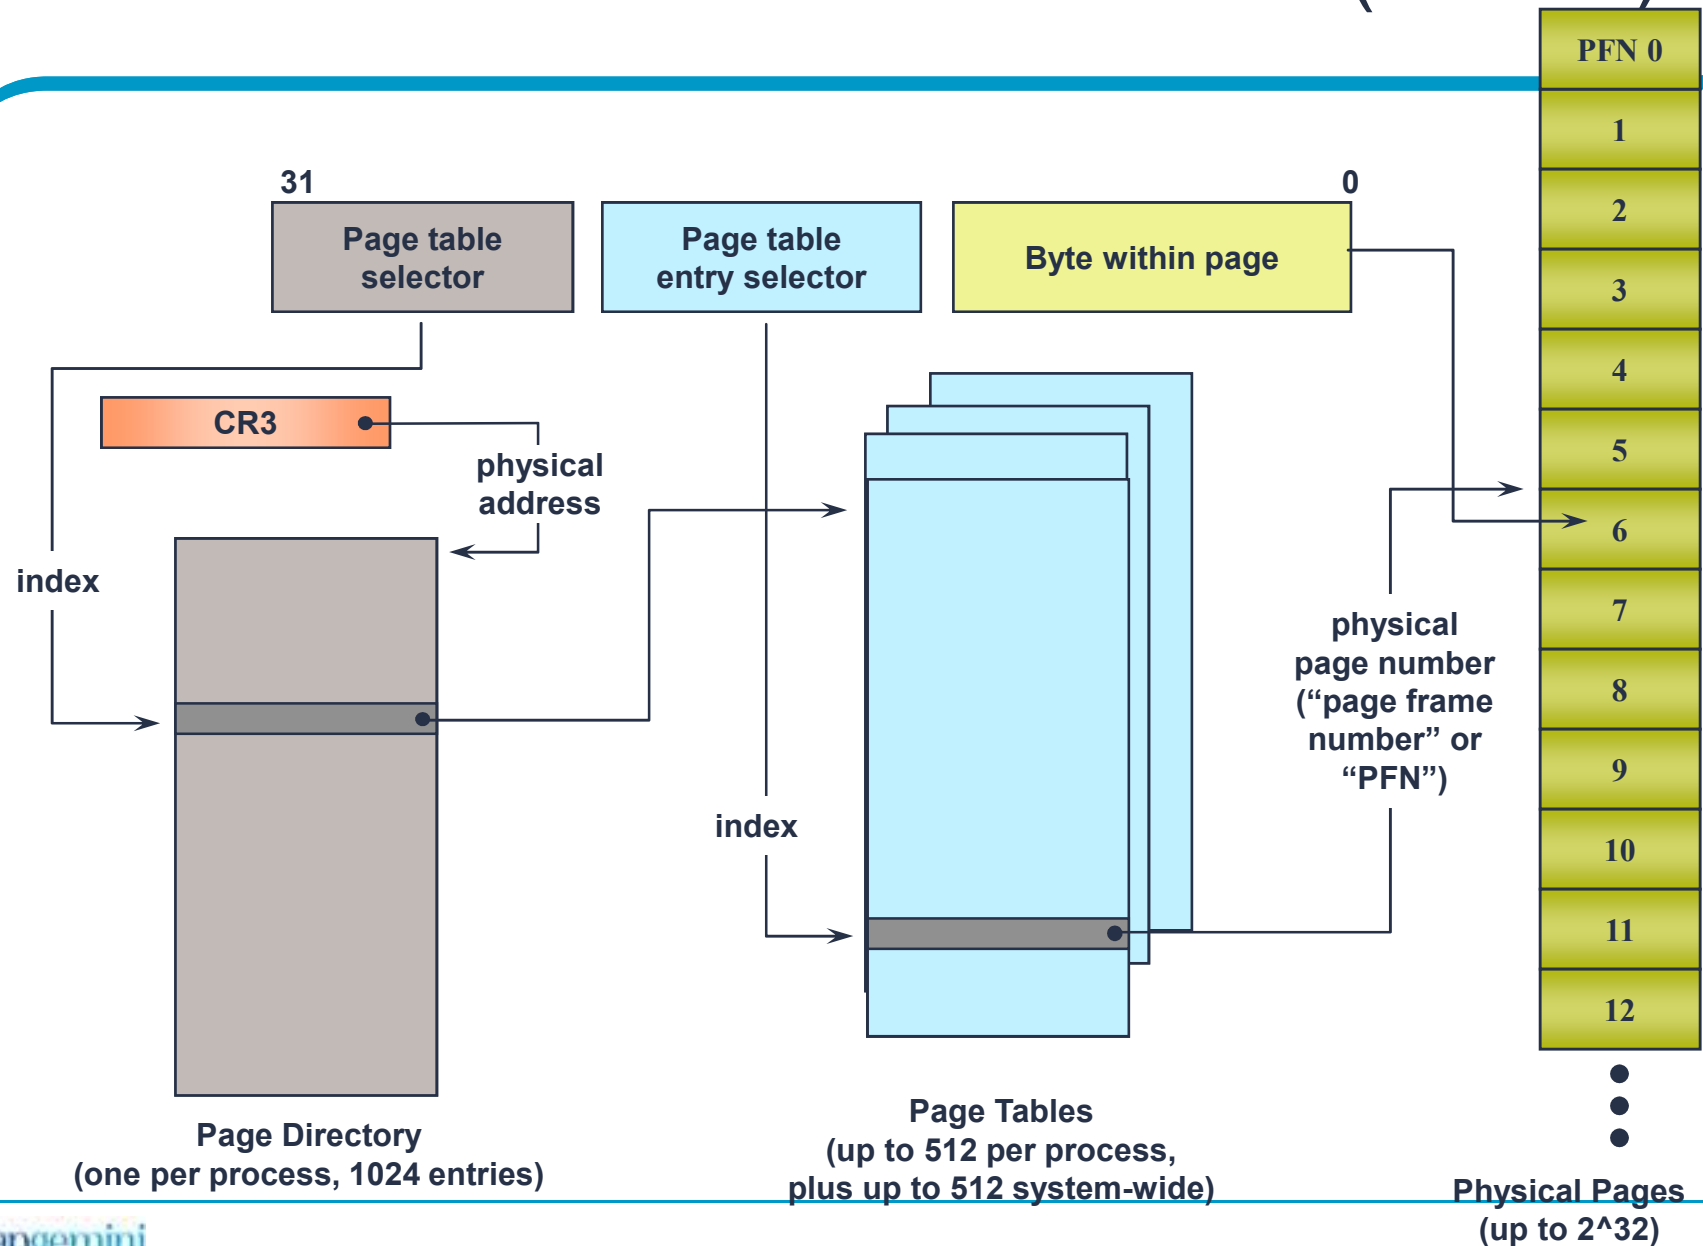 31
0
Page table
selector
Page table
entry selector
Byte within page
CR3
physical
address
index
index
physical
page number
(“page frame
number” or
“PFN”)
PFN 0
1
2
3
4
5
6
7
8
9
10
11
12
Page Directory
(one per process, 1024 entries)
Page Tables
(up to 512 per process,
plus up to 512 system-wide)
Physical Pages
(up to 2^32)